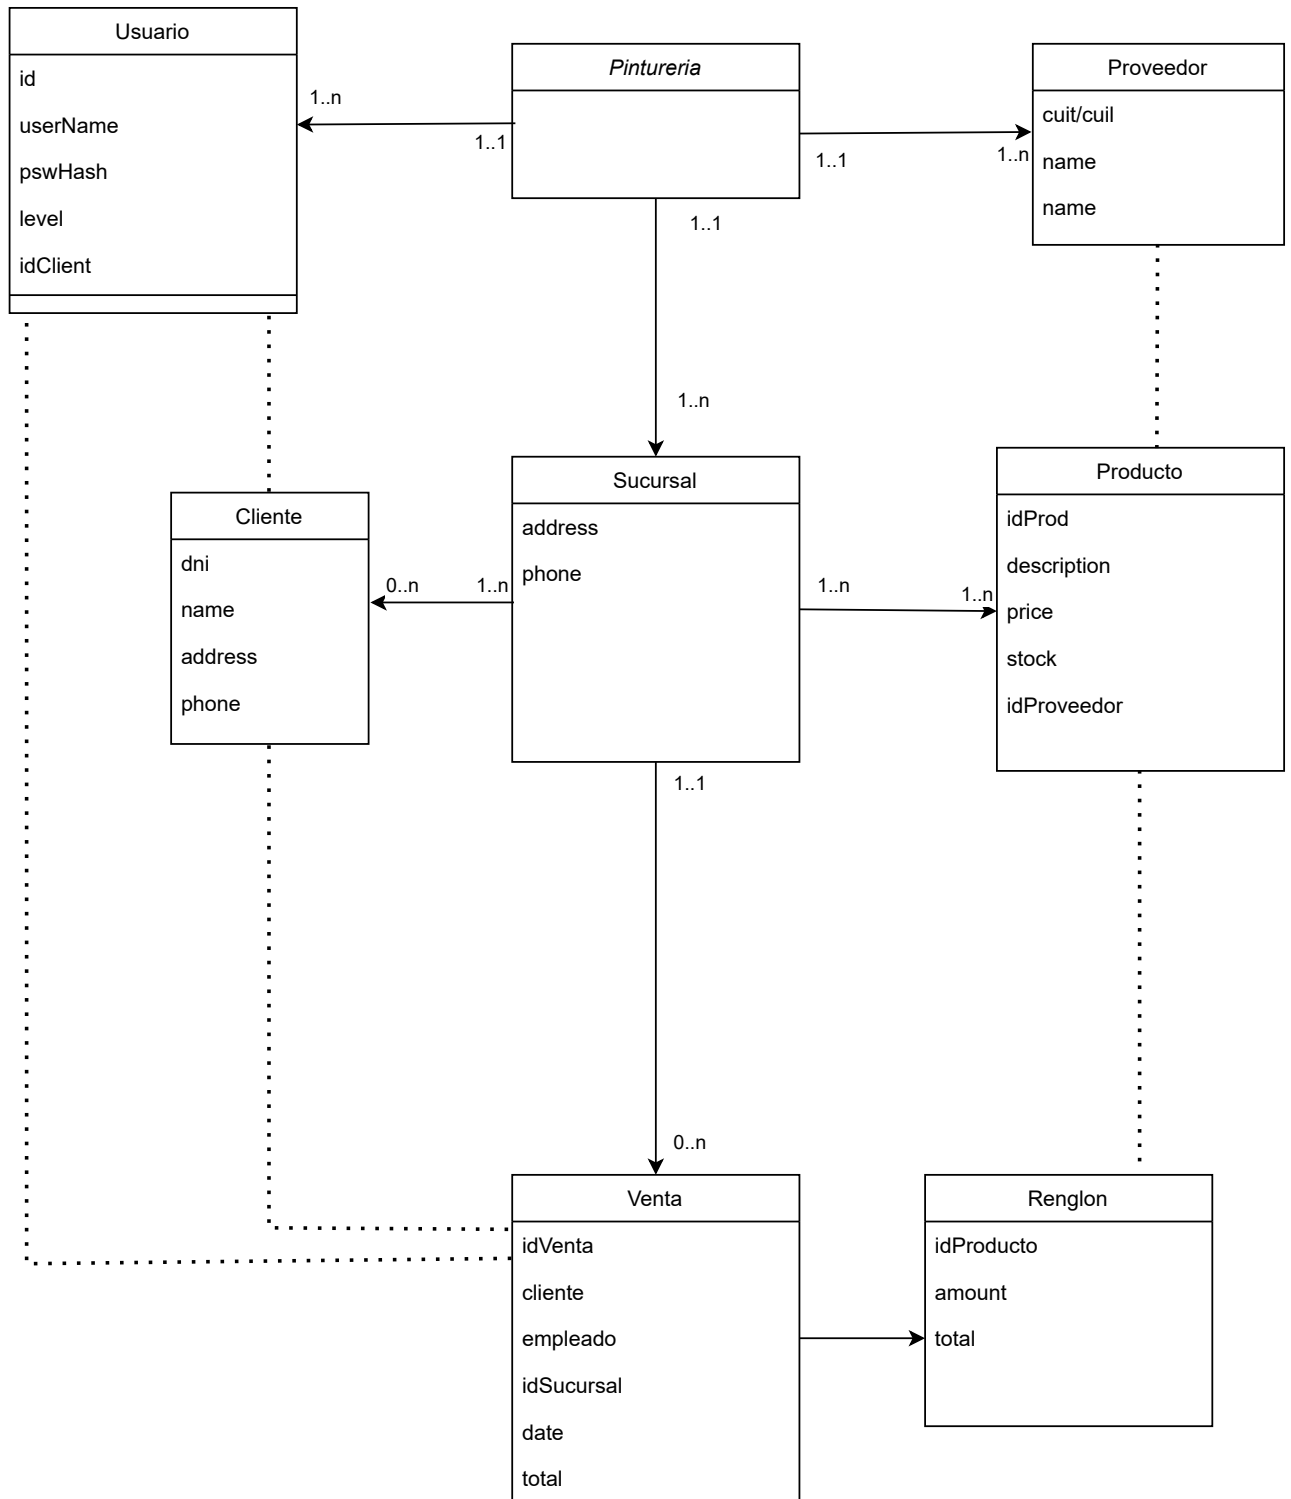 Usuario
id
userName
pswHash
level
idClient
1..n
1..1
Pintureria
1..1
1..n
Proveedor
cuit/cuil
name
name
1..1
1..n
Cliente
dni
name
address
phone
0..n
1..n
Sucursal
address
phone
1..n
1..n
Producto
idProd
description
price
stock
idProveedor
1..1
0..n
Venta
idVenta
cliente
empleado
idSucursal
date
total
Renglon
idProducto
amount
total